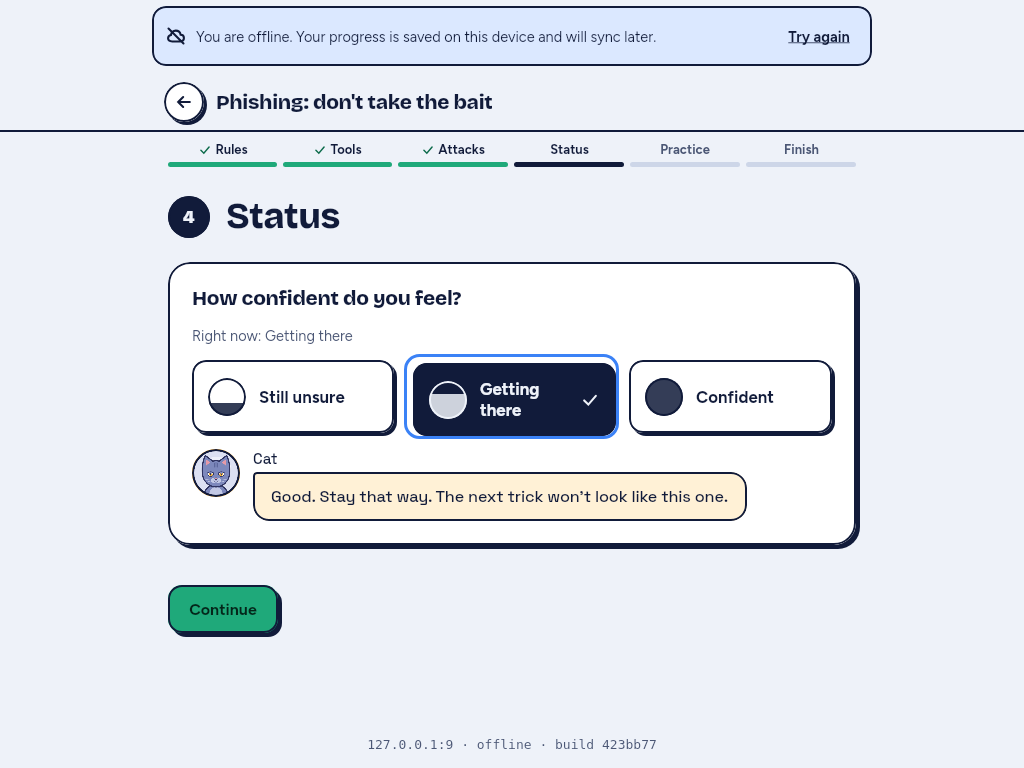 You are offline. Your progress is saved on this device and will sync later.
Try again
Phishing: don't take the bait
Rules
Tools
Attacks
Status
Practice
Finish
4
Status
How confident do you feel?
Right now: Getting there
Still unsure
Getting
there
Confident
Cat
Good. Stay that way. The next trick won’t look like this one.
Continue
127.0.0.1:9 · offline · build 423bb77